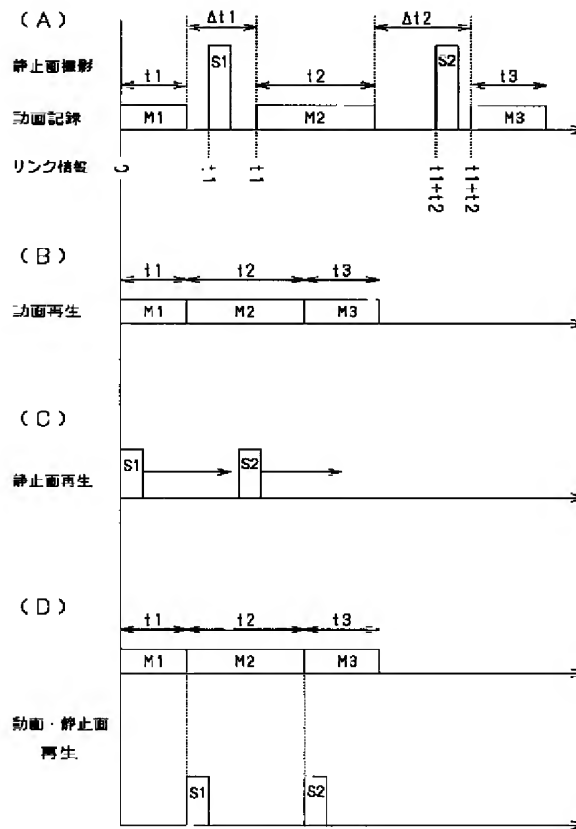 (A)
Δt1
Δt2
静止画撮影
S1
S2
t1
t2
t3
動画記録
M1
M2
M3
リンク情報
0
t1
t1
t1+t2
t1+t2
(B)
t1
t2
t3
動画再生
M1
M2
M3
(C)
静止画再生
S1
S2
(D)
t1
t2
t3
M1
M2
M3
動画・静止画
再生
S1
S2